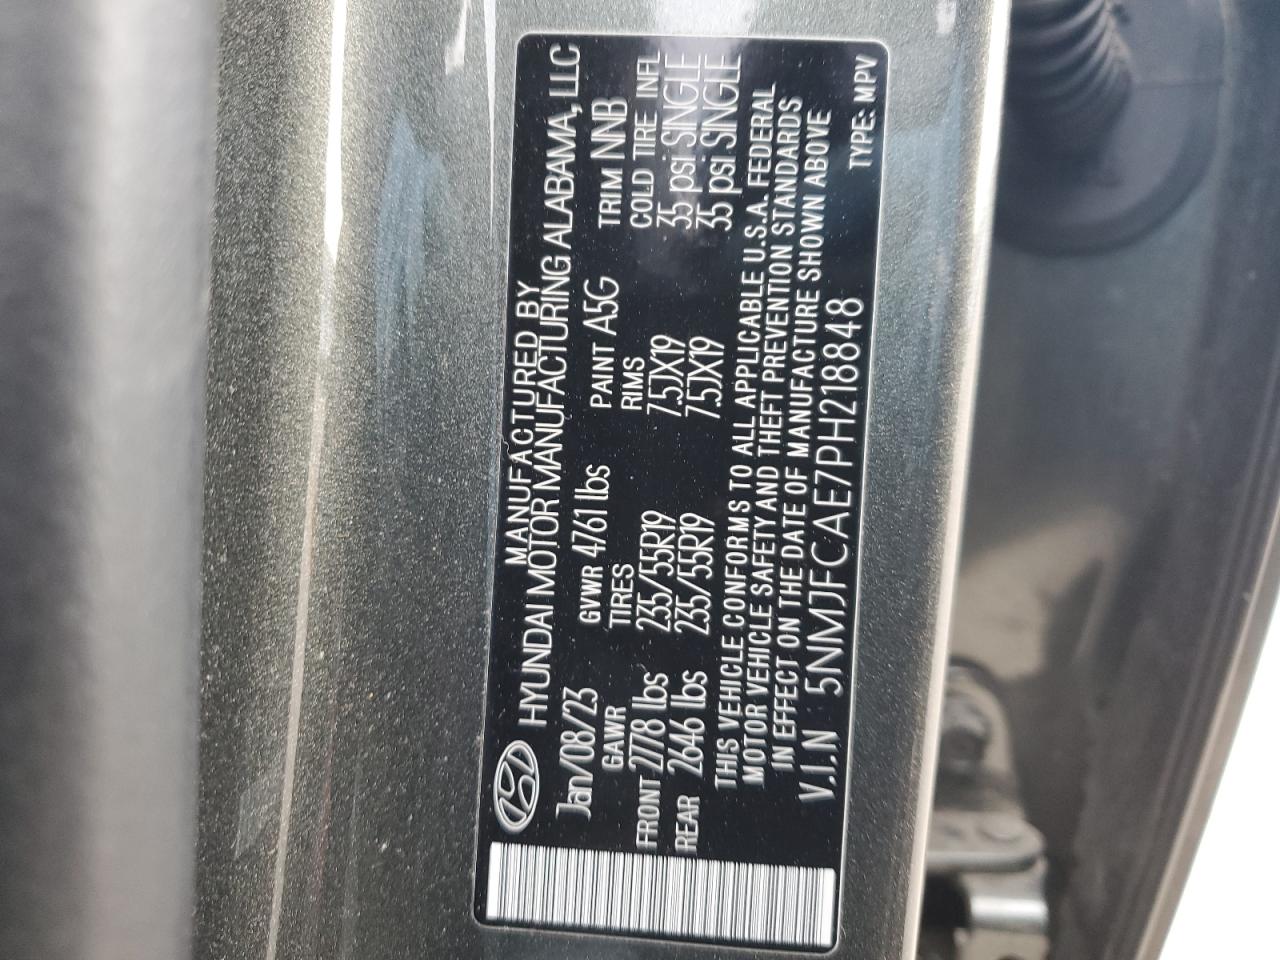 MANUFACTURED BY
HYUNDAI MOTOR MANUFACTURING ALABAMA, LLC
Jan/08/23 GVWR 4761 lbs PAINT A5G TRIM NNB
GAWR TIRES RIMS COLD TIRE INFL
FRONT 2778 lbs 235/55R19 7.5JX19 35 psi SINGLE
REAR 2646 lbs 235/55R19 7.5JX19 35 psi SINGLE
THIS VEHICLE CONFORMS TO ALL APPLICABLE U.S.A. FEDERAL
MOTOR VEHICLE SAFETY AND THEFT PREVENTION STANDARDS
IN EFFECT ON THE DATE OF MANUFACTURE SHOWN ABOVE
V.I.N 5NMJFCAE7PH218848 TYPE: MPV